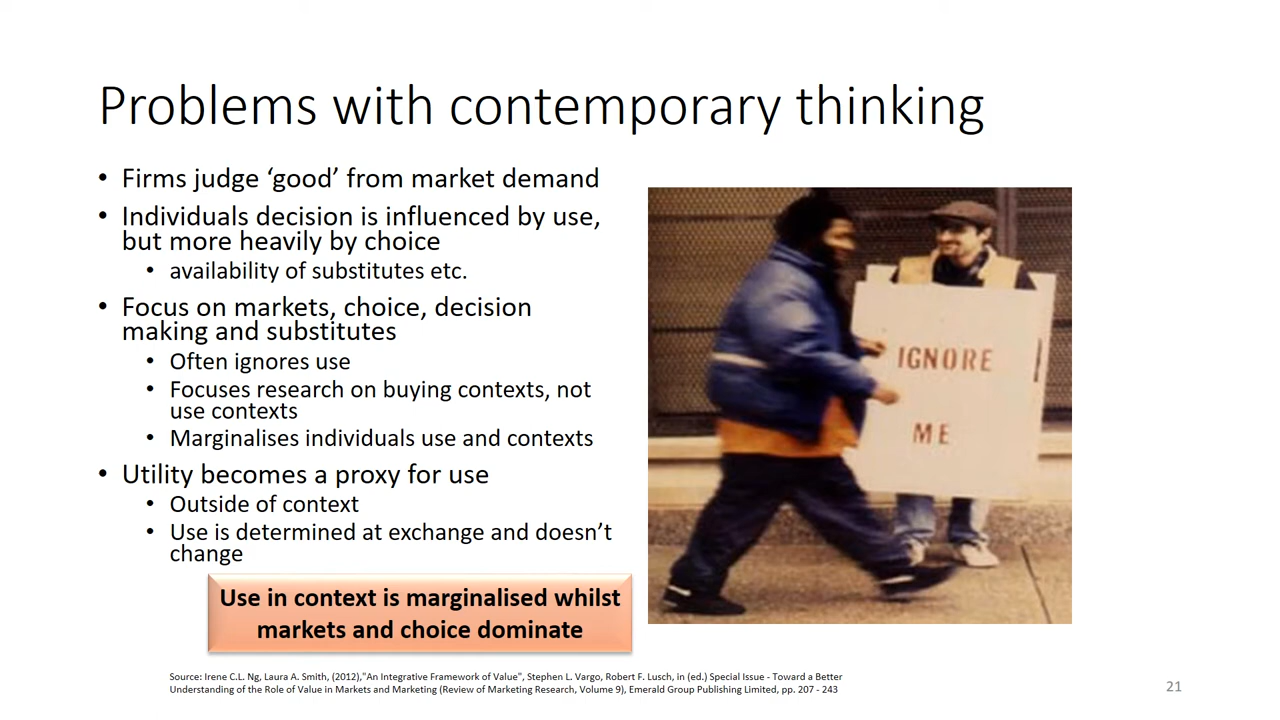 Problems with contemporary thinking
• Firms judge ‘good’ from market demand
• Individuals decision is influenced by use,
but more heavily by choice
• availability of substitutes etc.
• Focus on markets, choice, decision
making and substitutes
• Often ignores use
• Focuses research on buying contexts, not
use contexts
• Marginalises individuals use and contexts
• Utility becomes a proxy for use
• Outside of context
• Use is determined at exchange and doesn’t
change
Use in context is marginalised whilst
markets and choice dominate
IGNORE
ME
Source: Irene C.L. Ng, Laura A. Smith, (2012),"An Integrative Framework of Value", Stephen L. Vargo, Robert F. Lusch, in (ed.) Special Issue - Toward a Better
Understanding of the Role of Value in Markets and Marketing (Review of Marketing Research, Volume 9), Emerald Group Publishing Limited, pp. 207 - 243
21